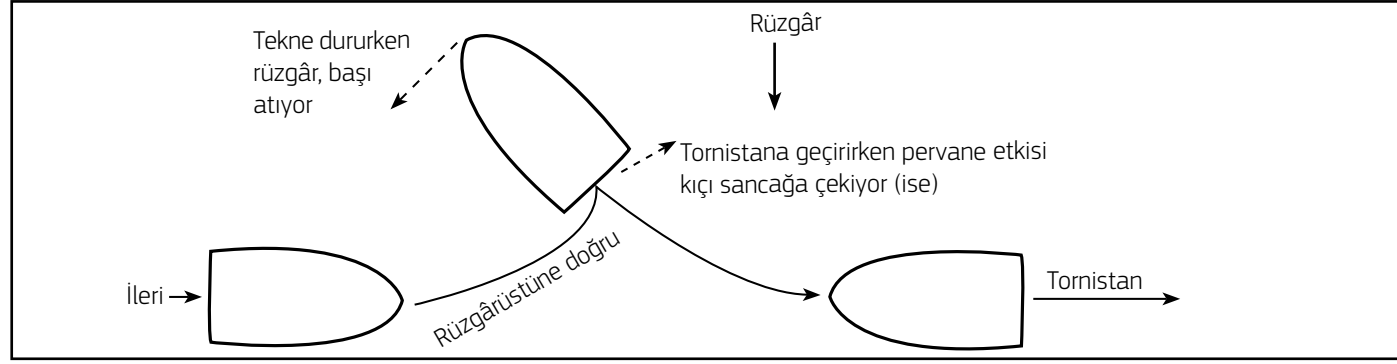 Tekne dururken
rüzgâr, başı
atıyor
Rüzgâr
Tornistana geçirirken pervane etkisi
kıçı sancağa çekiyor (ise)
İleri
Rüzgârüstüne doğru
Tornistan